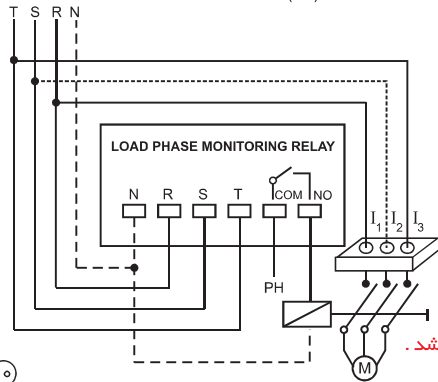 T S R N
LOAD PHASE MONITORING RELAY
COM NO
N R S T
I1 I2 I3
PH
شد .
M